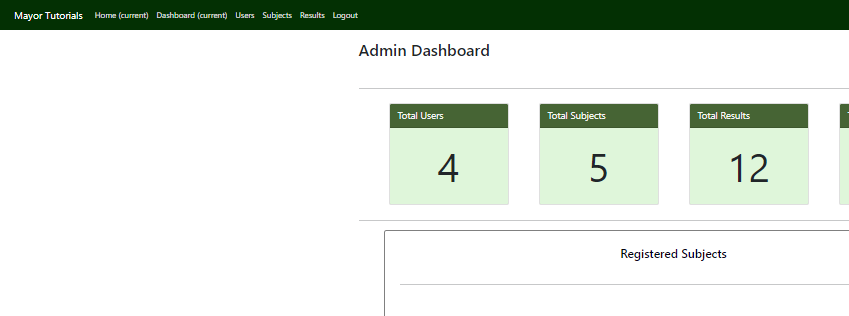 Mayor Tutorials Home (current) Dashboard (current) Users Subjects Results Logout
Admin Dashboard
Total Users Total Subjects Total Results
4 5 12
Registered Subjects